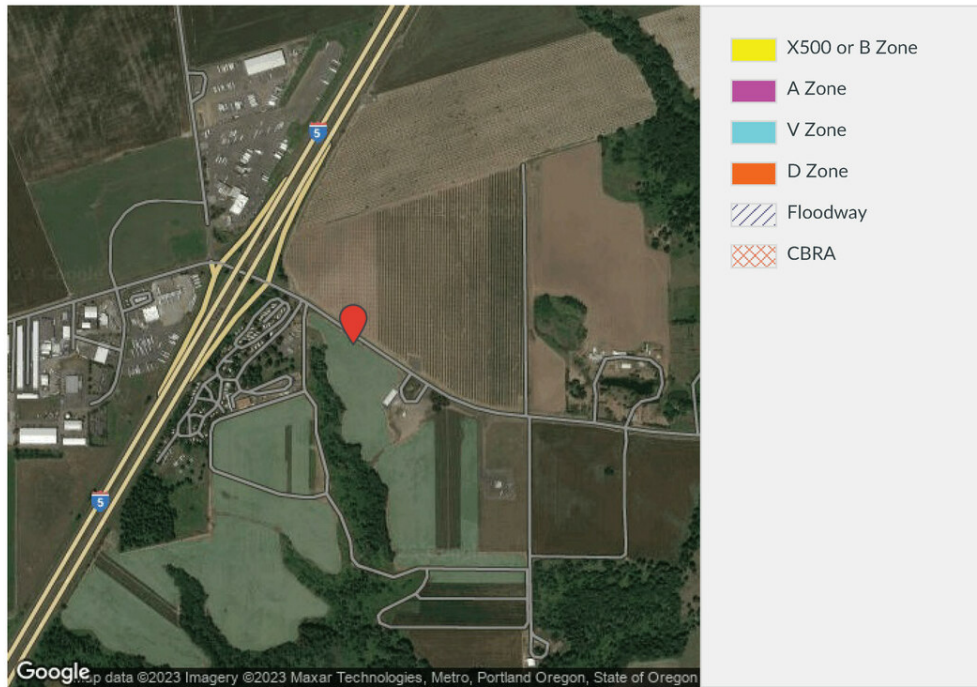 5
5
X500 or B Zone
A Zone
V Zone
D Zone
Floodway
CBRA
Google
Map data ©2023 Imagery ©2023 Maxar Technologies, Metro, Portland Oregon, State of Oregon